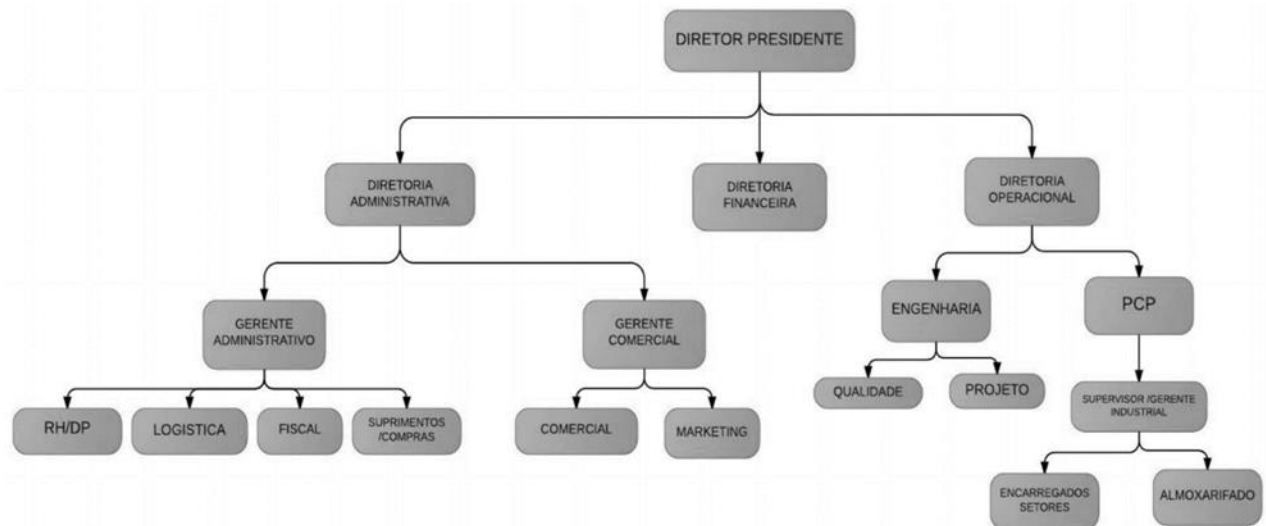 DIRETOR PRESIDENTE
DIRETORIA
ADMINISTRATIVA
DIRETORIA
FINANCEIRA
DIRETORIA
OPERACIONAL
GERENTE
ADMINISTRATIVO
GERENTE
COMERCIAL
ENGENHARIA
PCP
QUALIDADE
PROJETO
SUPERVISOR /GERENTE
INDUSTRIAL
RH/DP
LOGISTICA
FISCAL
SUPRIMENTOS
/COMPRAS
COMERCIAL
MARKETING
ENCARREGADOS
SETORES
ALMOXARIFADO